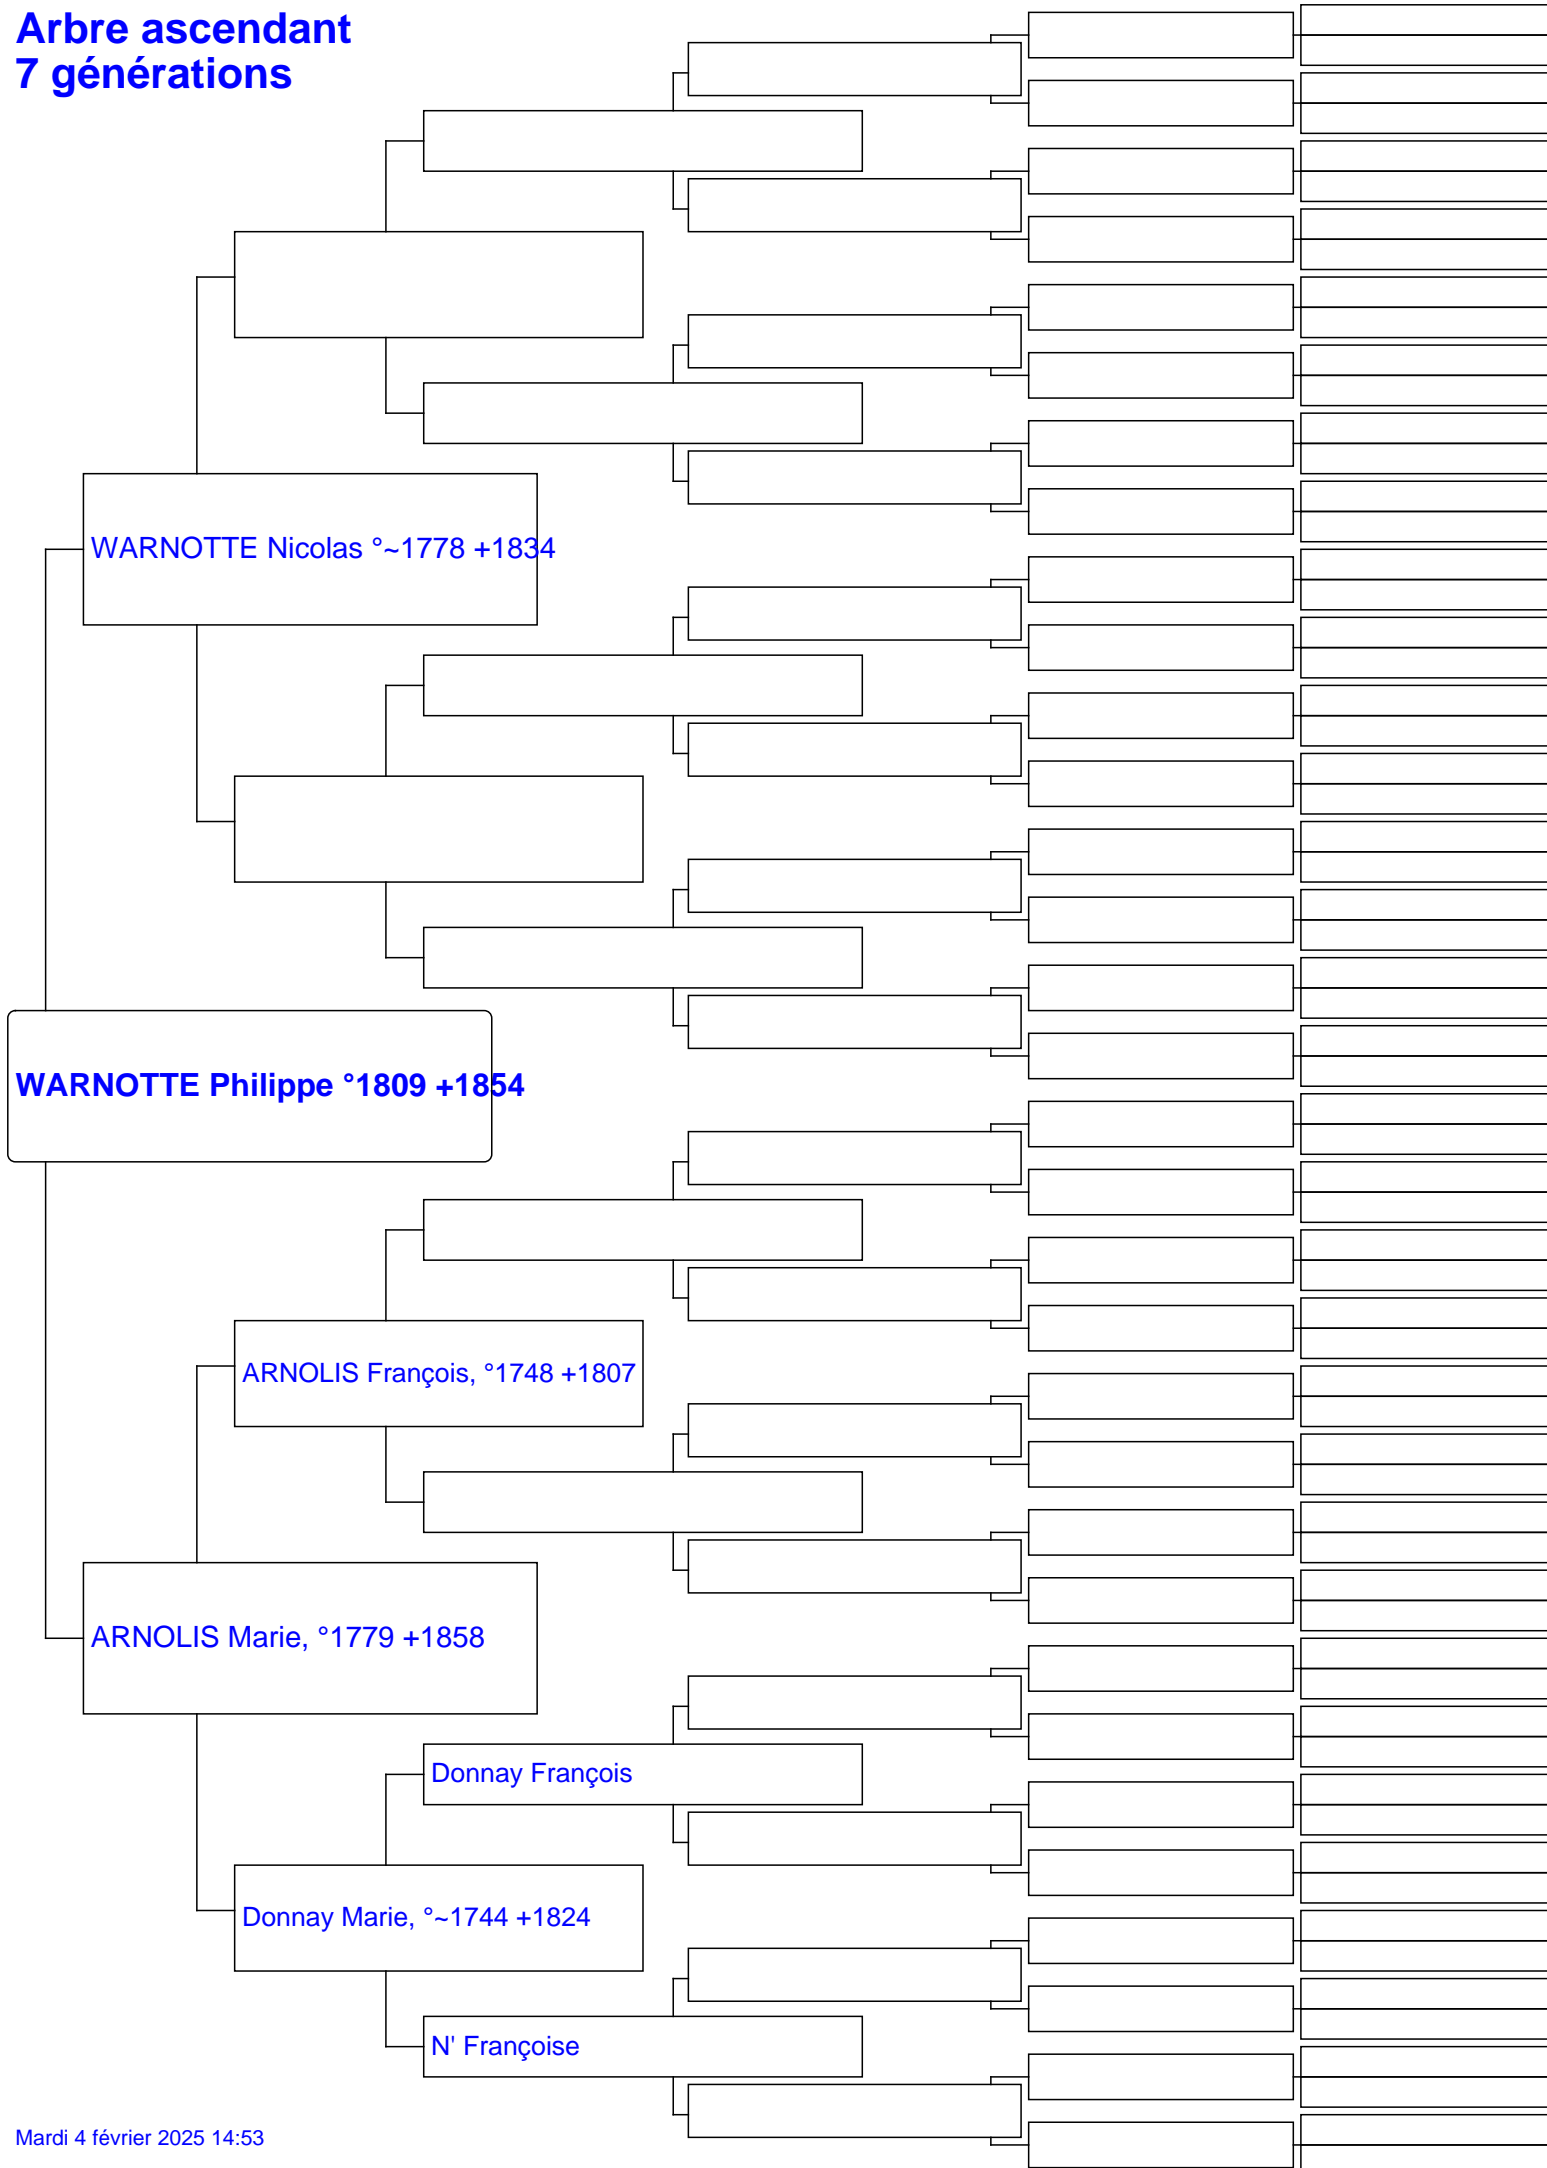 Arbre ascendant
7 générations
WARNOTTE Nicolas °~1778 +1834
WARNOTTE Philippe °1809 +1854
ARNOLIS François, °1748 +1807
ARNOLIS Marie, °1779 +1858
Donnay François
Donnay Marie, °~1744 +1824
N' Françoise
Mardi 4 février 2025 14:53